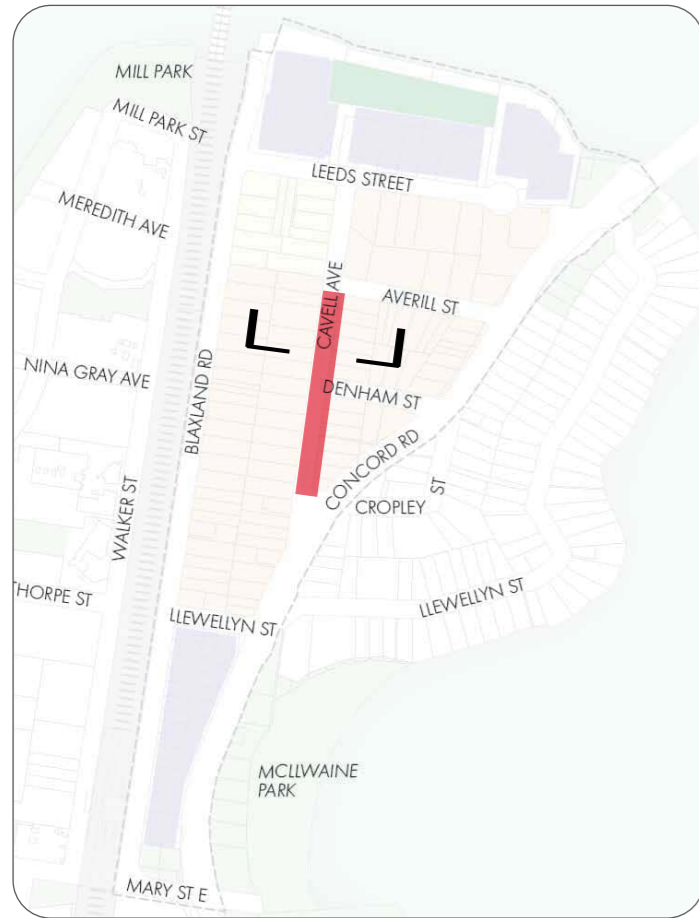 MILL PARK
MILL PARK ST
LEEDS STREET
MEREDITH AVE
CAVELL AVE
AVERILL ST
NINA GRAY AVE
BLAXLAND RD
DENHAM ST
CONCORD RD
WALKER ST
CROPLEY
ST
THORPE ST
LLEWELLYN ST
LLEWELLYN ST
MCLLWAINE
PARK
MARY ST E